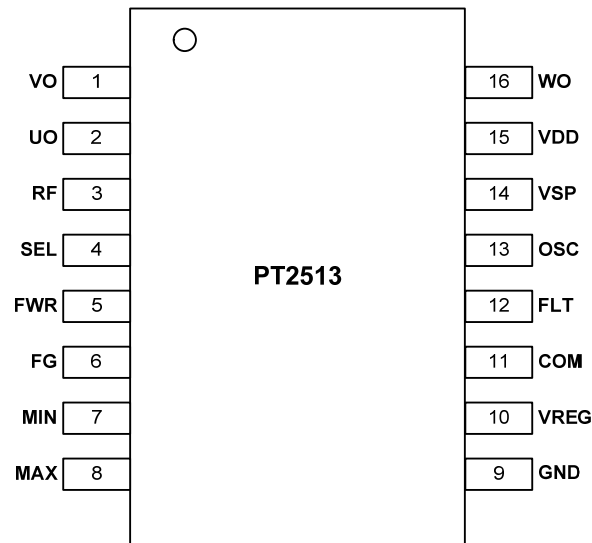 VO 1 16 WO
UO 2 15 VDD
RF 3 14 VSP
SEL 4 13 OSC
PT2513
FWR 5 12 FLT
FG 6 11 COM
MIN 7 10 VREG
MAX 8 9 GND